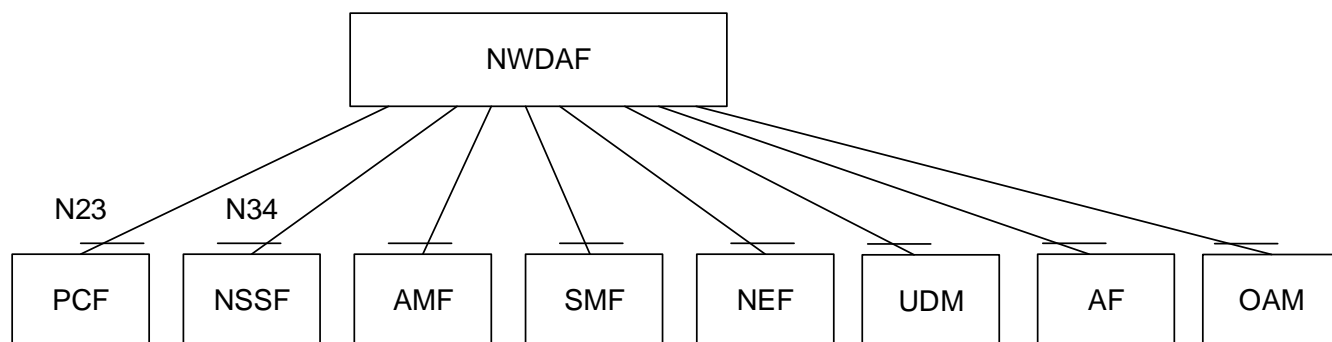 NWDAF
N23 N34
PCF NSSF AMF SMF NEF UDM AF OAM